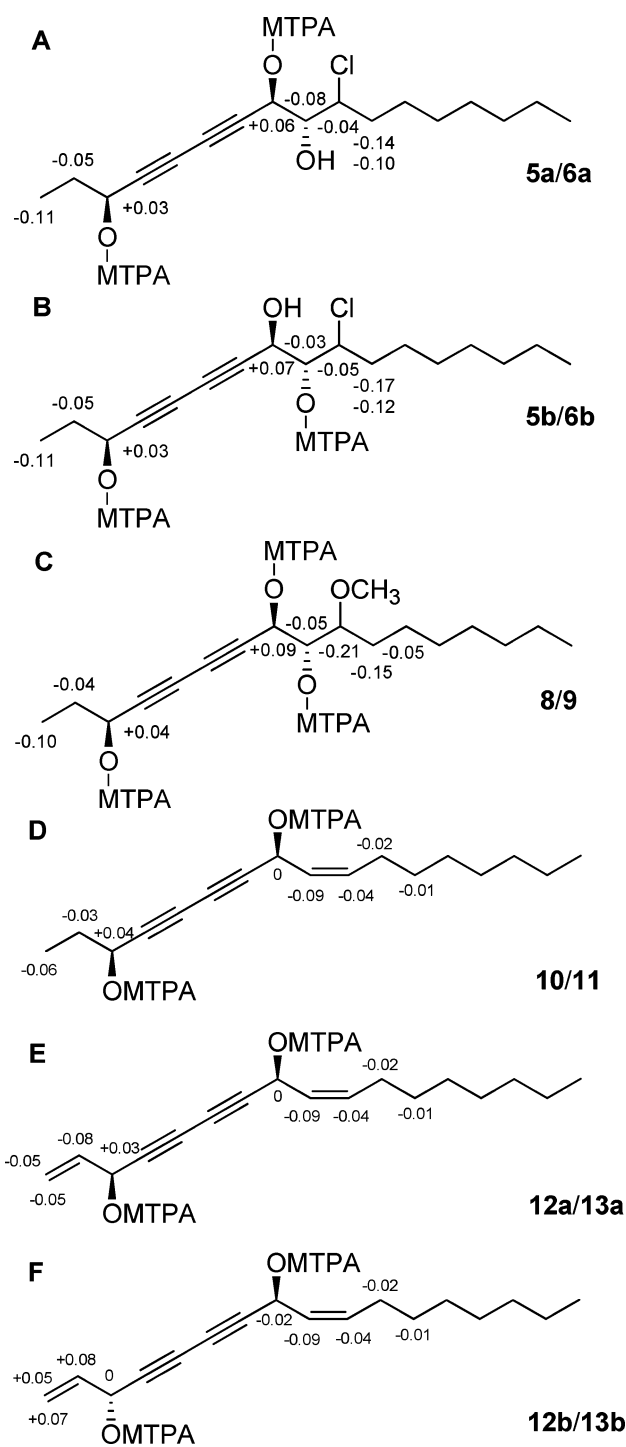 A
MTPA
O Cl
-0.08
+0.06 -0.04
-0.14
OH -0.10
-0.05
5a/6a
-0.11 +0.03
O
MTPA
B
OH Cl
-0.03
+0.07 -0.05
-0.17
O -0.12
-0.05
5b/6b
MTPA
-0.11 +0.03
O
MTPA
C
MTPA
O OCH3
-0.05
+0.09 -0.21 -0.05
-0.15
O
-0.04
8/9
MTPA
-0.10 +0.04
O
MTPA
D
OMTPA
-0.02
0
-0.09 -0.04 -0.01
-0.03
+0.04
-0.06
10/11
OMTPA
E
OMTPA
-0.02
0
-0.09 -0.04 -0.01
-0.08 +0.03
-0.05
-0.05
12a/13a
OMTPA
F
OMTPA
-0.02
-0.02
-0.09 -0.04 -0.01
+0.08 0
+0.05
+0.07
12b/13b
OMTPA